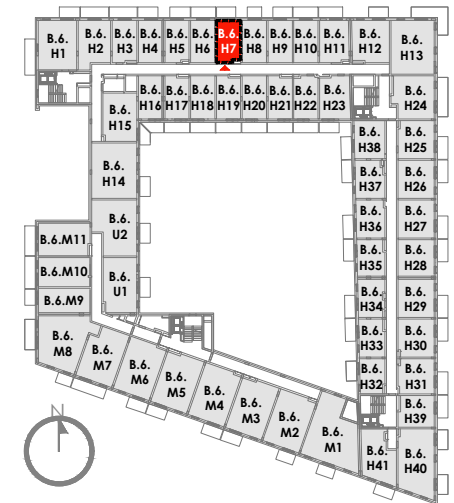 B.6.
H1
B.6.
H2
B.6.
H3
B.6.
H4
B.6.
H5
B.6.
H6
B.6.
H7
B.6.
H8
B.6.
H9
B.6.
H10
B.6.
H11
B.6.
H12
B.6.
H13
B.6.
H15
B.6.
H16
B.6.
H17
B.6.
H18
B.6.
H19
B.6.
H20
B.6.
H21
B.6.
H22
B.6.
H23
B.6.
H24
B.6.
H38
B.6.
H25
B.6.
H14
B.6.
H37
B.6.
H26
B.6.
U2
B.6.
H36
B.6.
H27
B.6.M11
B.6.
H35
B.6.
H28
B.6.M10
B.6.
U1
B.6.M9
B.6.
H34
B.6.
H29
B.6.
H33
B.6.
H30
B.6.
M8
B.6.
M7
B.6.
M6
B.6.
M5
B.6.
M4
B.6.
M3
B.6.
M2
B.6.
M1
B.6.
H32
B.6.
H31
B.6.
H39
B.6.
H41
B.6.
H40
N